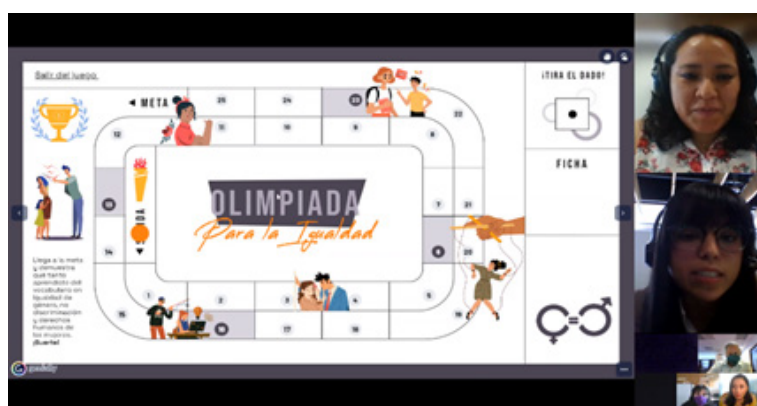 Salir del juego
◄ META
25
24
23
22
12
11
10
9
8
¡TIRA EL DADO!
FICHA
OLIMPIADA
Para la Igualdad
13
7
21
14
6
20
Llega a la meta
y demuestra
qué tanto
aprendiste del
vocabulario en
igualdad de
género, no
discriminación
y derechos
humanos de
las mujeres.
¡Suerte!
1
2
3
4
5
15
16
17
18
19
genially